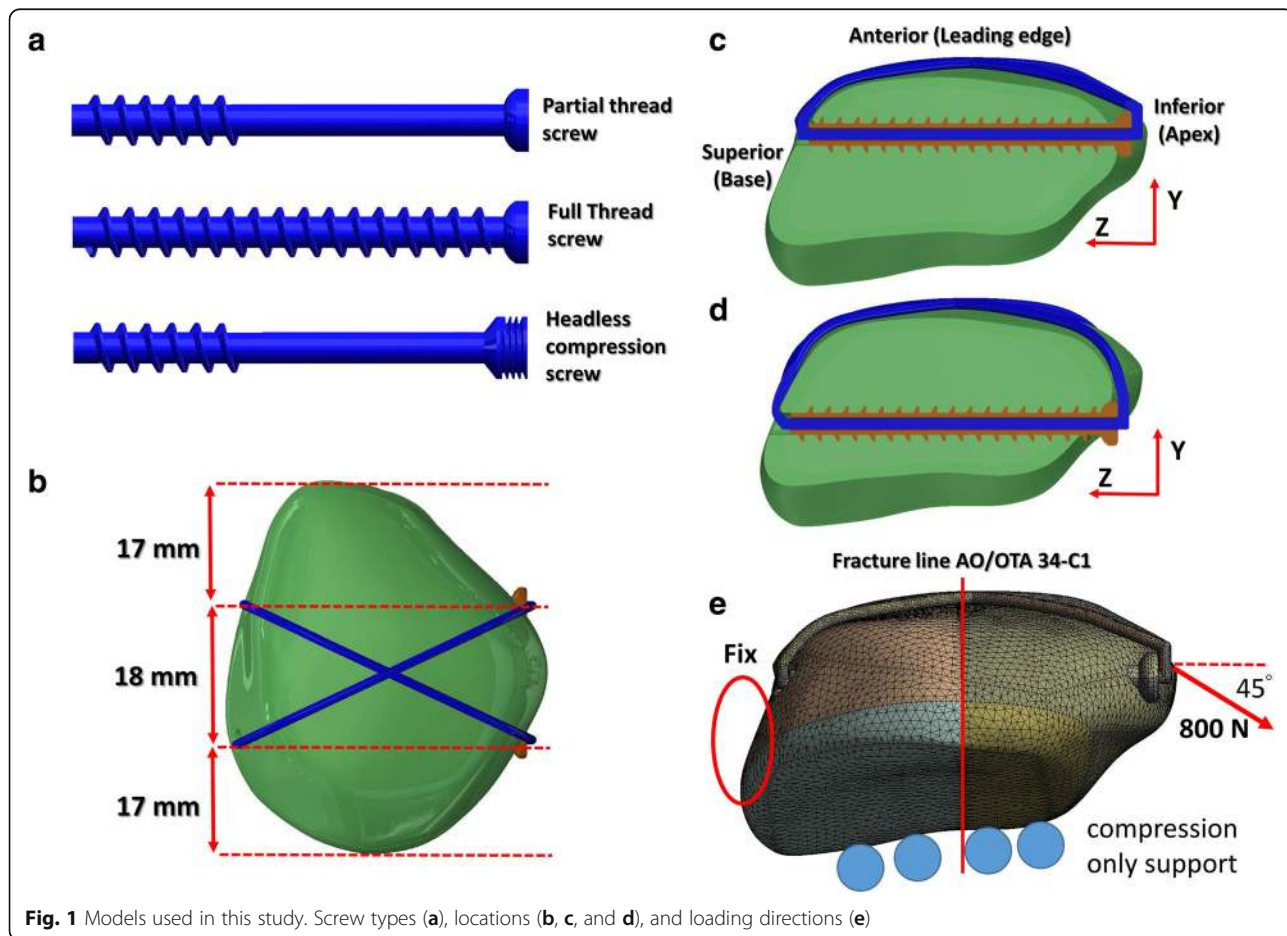 a
Partial thread
screw
Full Thread
screw
Headless
compression
screw
b
17 mm
18 mm
17 mm
c
Anterior (Leading edge)
Inferior
(Apex)
Superior
(Base)
Y
Z
d
Y
Z
Fracture line AO/OTA 34-C1
e
Fix
45°
800 N
compression
only support
Fig. 1 Models used in this study. Screw types (a), locations (b, c, and d), and loading directions (e)